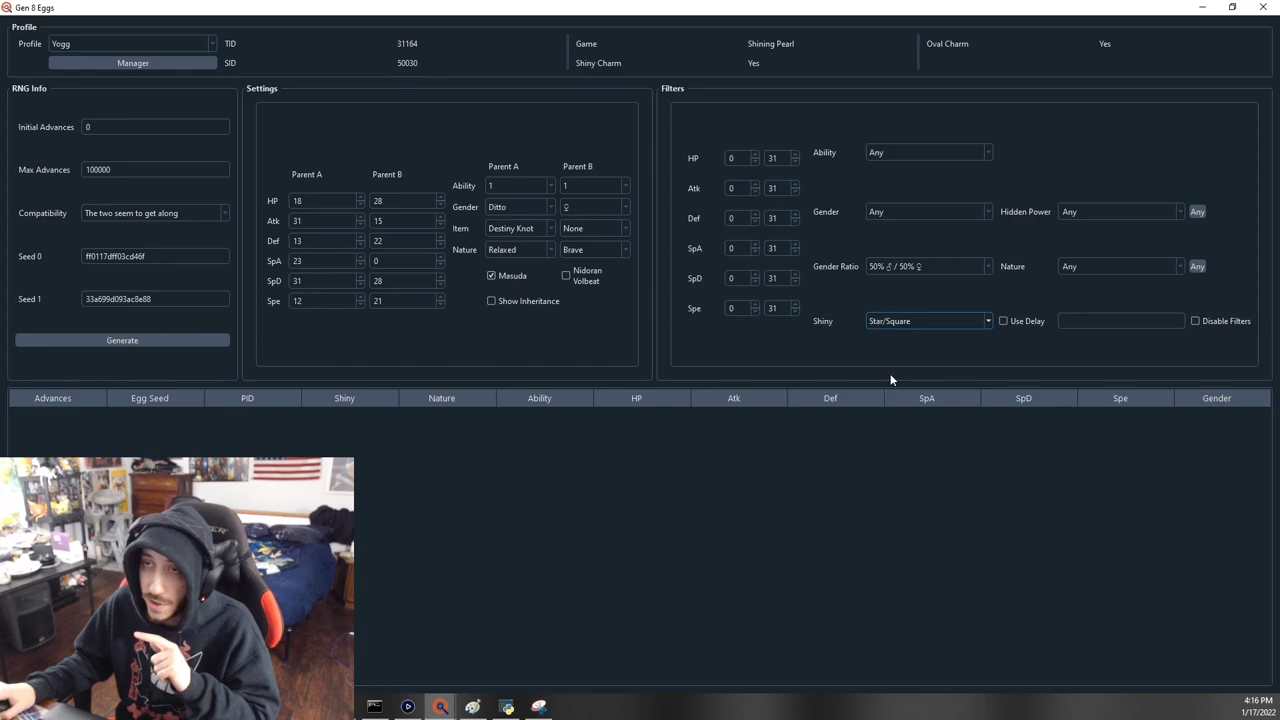 Gen 8 Eggs
Profile
Profile Yogg TID 31164 Game Shining Pearl Oval Charm Yes
Manager SID 50030 Shiny Charm Yes
RNG Info
Initial Advances 0
Max Advances 100000
Compatibility The two seem to get along
Seed 0 ff0117dff03cd46f
Seed 1 33a699d093ac8e88
Generate
Settings
Parent A Parent B
HP 18 28
Atk 31 15
Def 13 22
SpA 23 0
SpD 31 28
Spe 12 21
Parent A Parent B
Ability 1 1
Gender Ditto ♀
Item Destiny Knot None
Nature Relaxed Brave
Masuda Nidoran
Volbeat
Show Inheritance
Filters
HP 0 31
Atk 0 31
Def 0 31
SpA 0 31
SpD 0 31
Spe 0 31
Ability Any
Gender Any Hidden Power Any Any
Gender Ratio 50% ♂ / 50% ♀ Nature Any Any
Shiny Star/Square Use Delay Disable Filters
Advances Egg Seed PID Shiny Nature Ability HP Atk Def SpA SpD Spe Gender
4:16 PM
1/17/2022